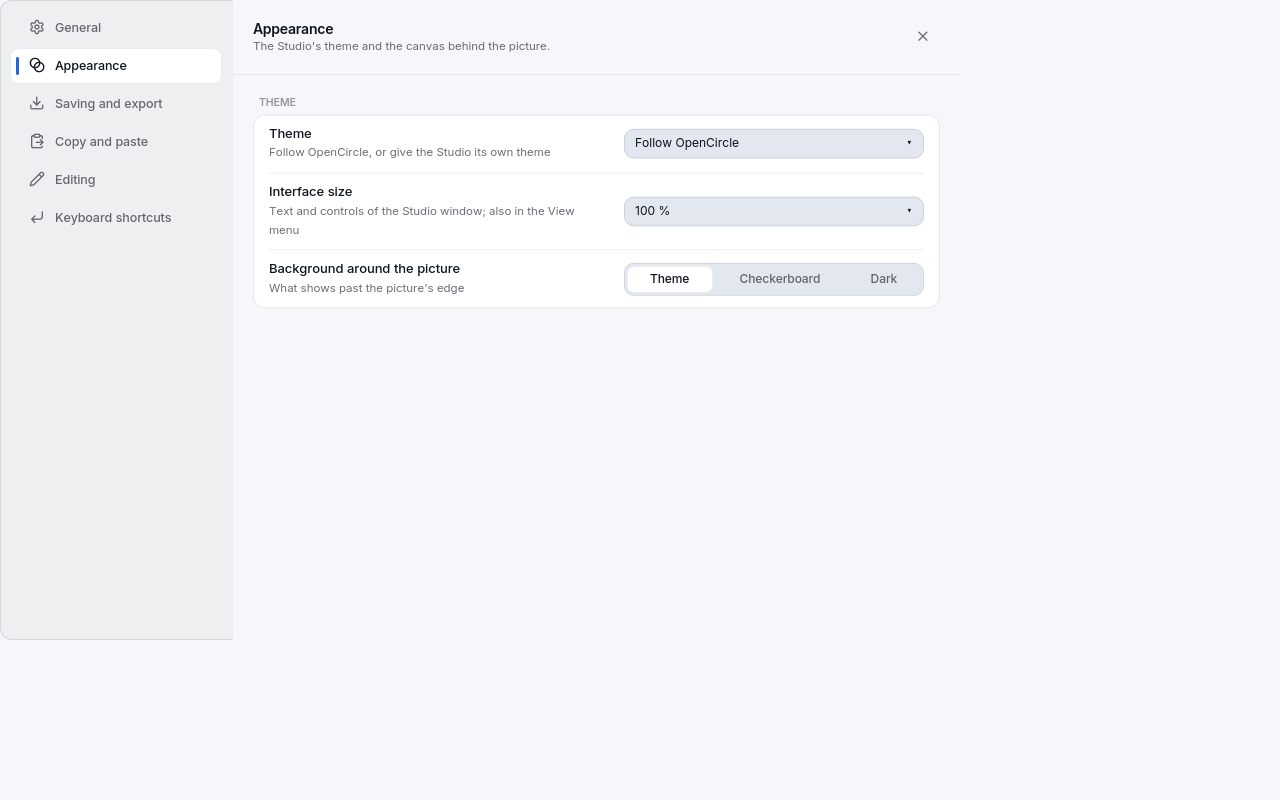 General
Appearance
Saving and export
Copy and paste
Editing
Keyboard shortcuts
Appearance
The Studio's theme and the canvas behind the picture.
THEME
Theme
Follow OpenCircle, or give the Studio its own theme
Follow OpenCircle
Interface size
Text and controls of the Studio window; also in the View
menu
100 %
Background around the picture
What shows past the picture's edge
Theme Checkerboard Dark